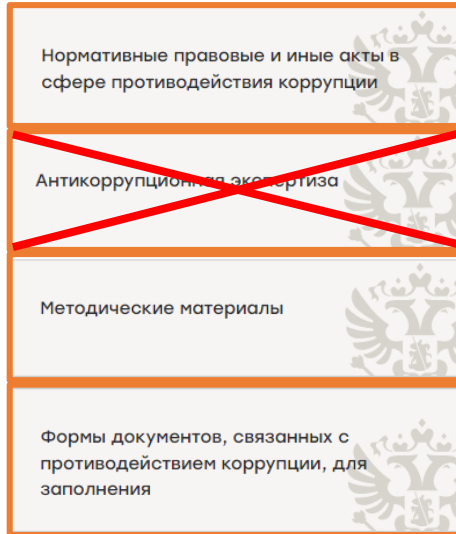 Нормативные правовые и иные акты в
сфере противодействия коррупции
Антикоррупционная экспертиза
Методические материалы
Формы документов, связанных с
противодействием коррупции, для
заполнения